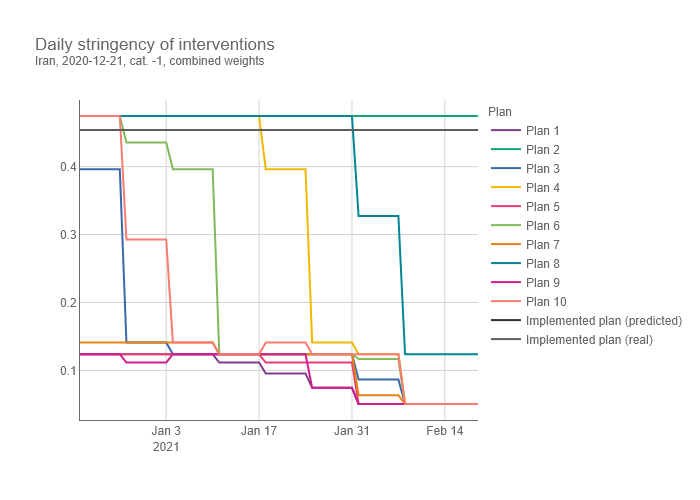 Daily stringency of interventions
Iran, 2020-12-21, cat. -1, combined weights
Plan
Plan 1
Plan 2
Plan 3
Plan 4
Plan 5
Plan 6
Plan 7
Plan 8
Plan 9
Plan 10
Implemented plan (predicted)
Implemented plan (real)
0.4
0.3
0.2
0.1
Jan 3
2021
Jan 17
Jan 31
Feb 14